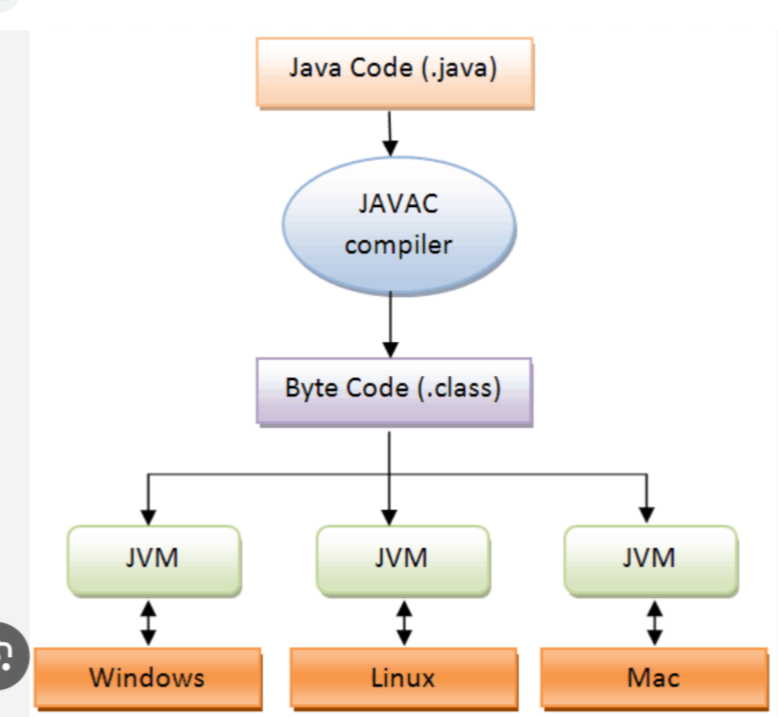 Java Code (.java)
JAVAC
compiler
Byte Code (.class)
JVM
JVM
JVM
Windows
Linux
Mac